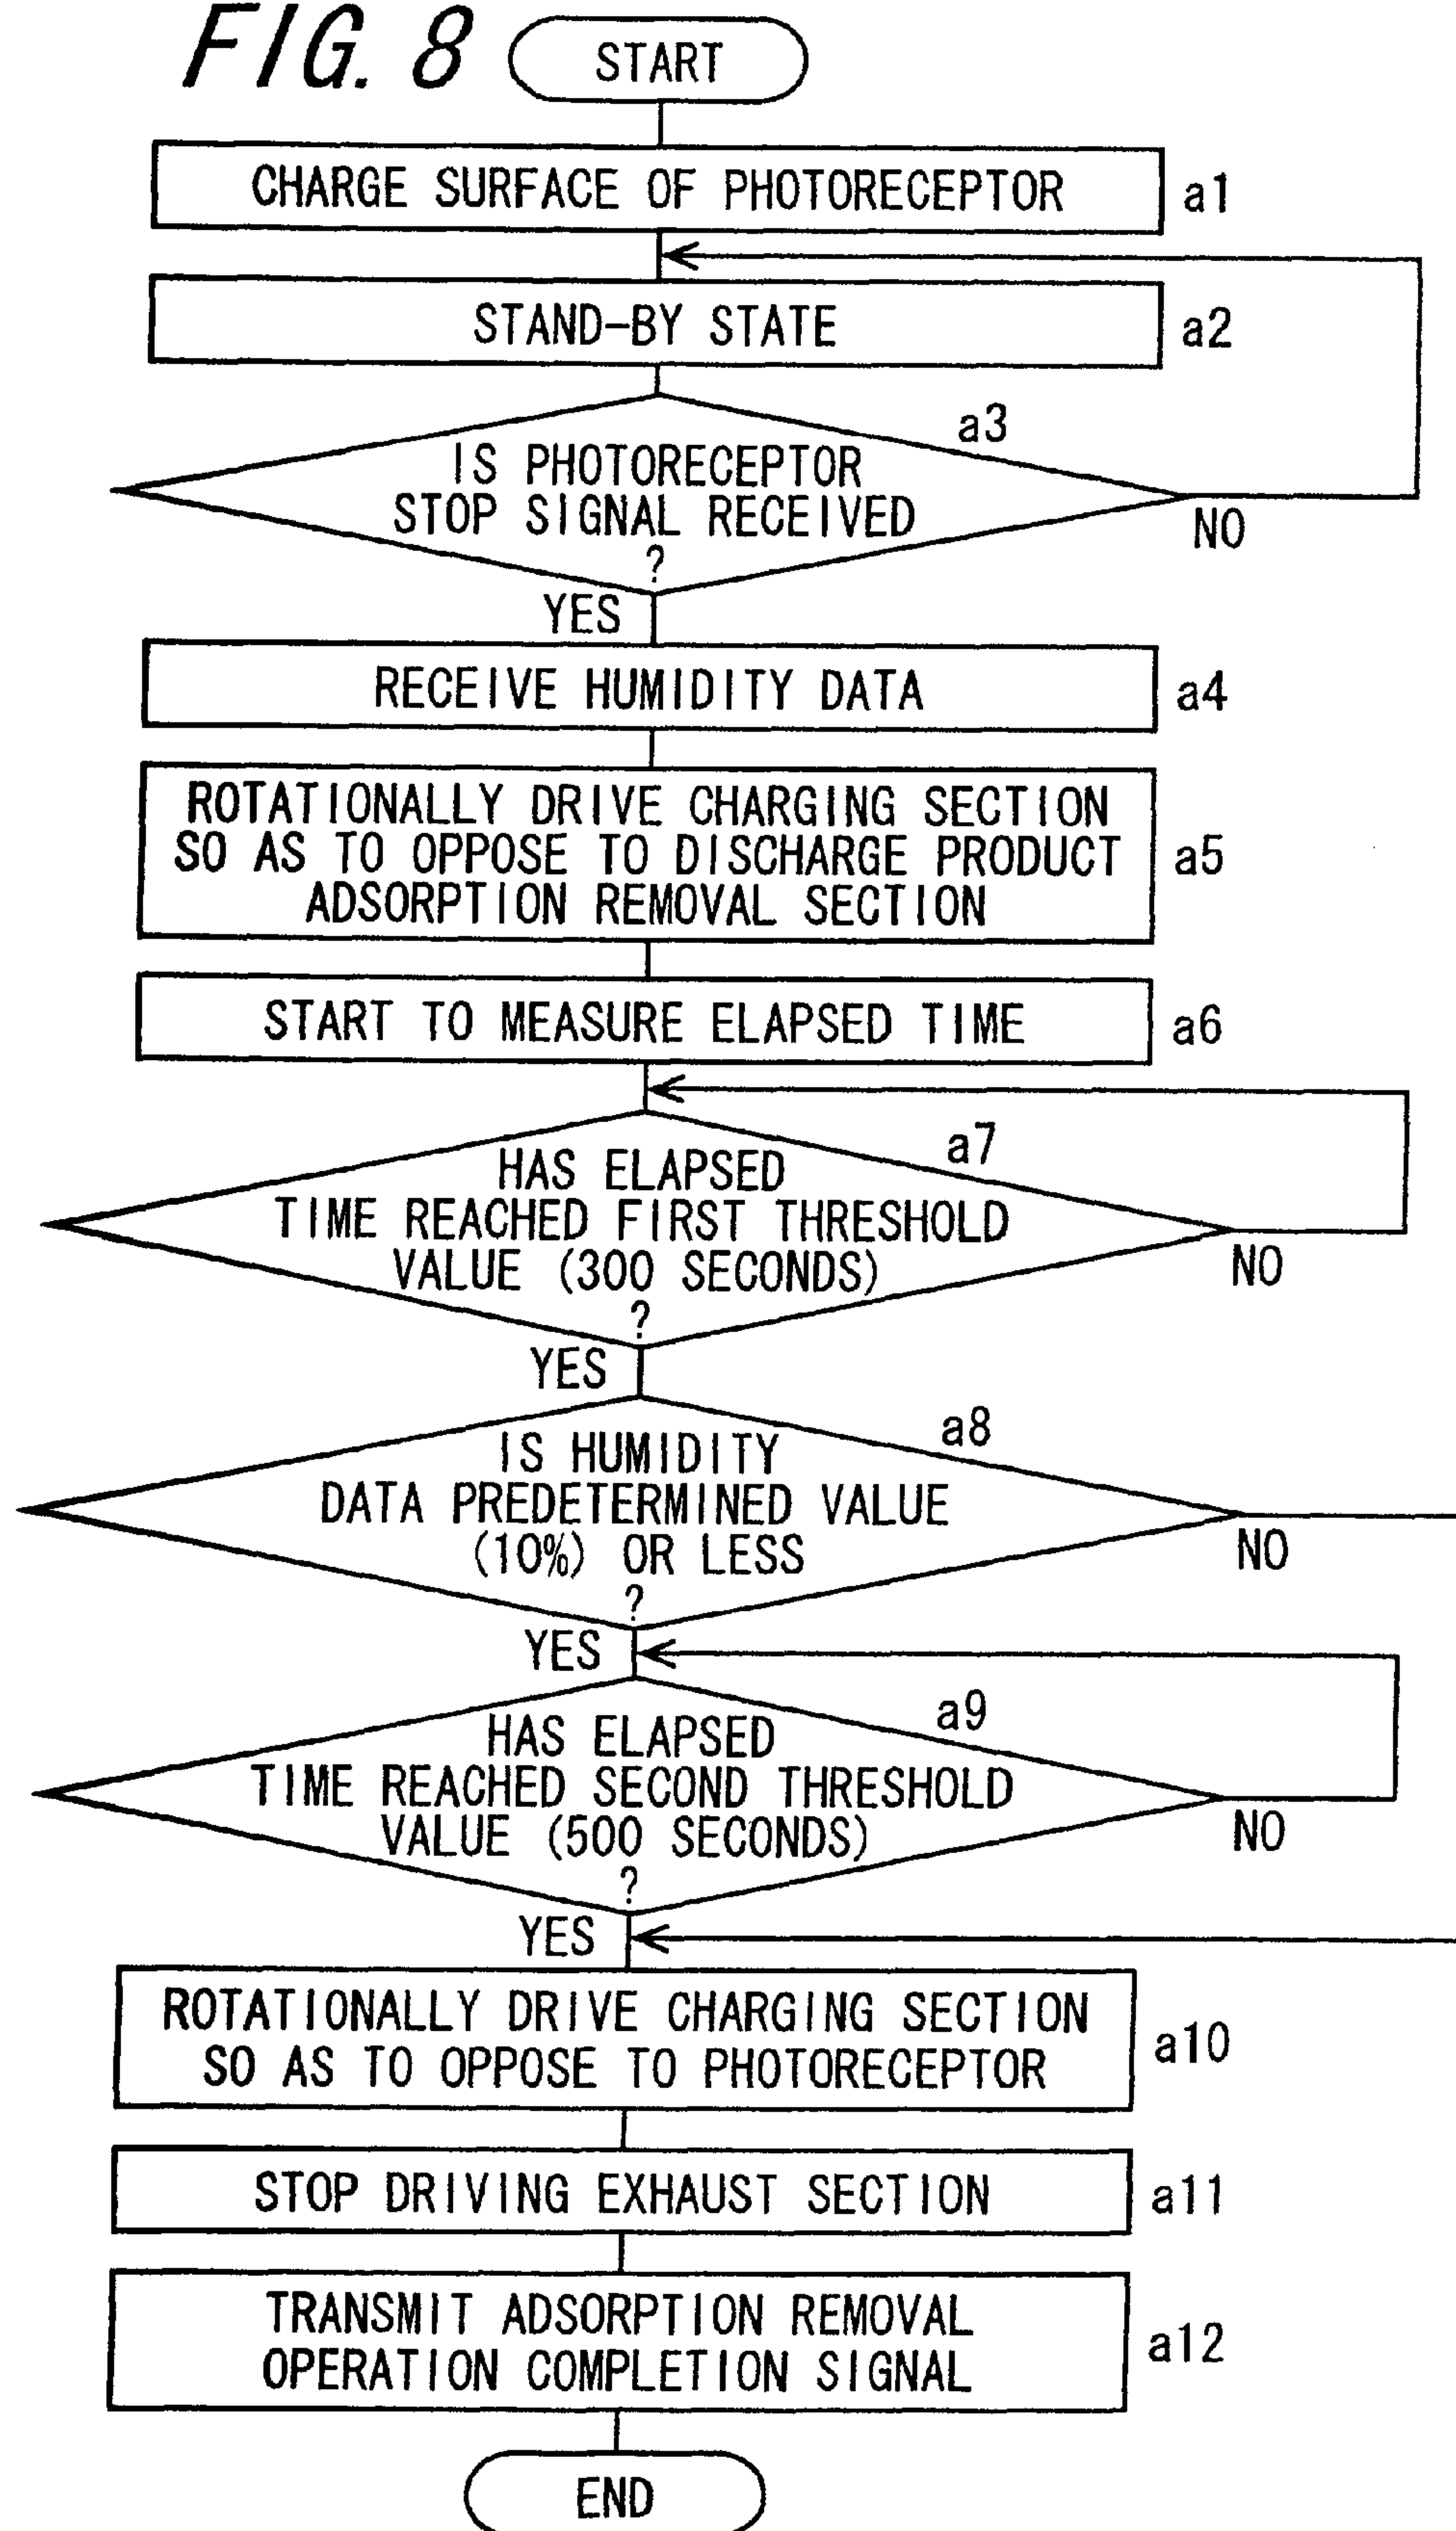 FIG. 8
START
CHARGE SURFACE OF PHOTORECEPTOR
a1
STAND-BY STATE
a2
a3
IS PHOTORECEPTOR
STOP SIGNAL RECEIVED
?
NO
YES
RECEIVE HUMIDITY DATA
a4
ROTATIONALLY DRIVE CHARGING SECTION
SO AS TO OPPOSE TO DISCHARGE PRODUCT
ADSORPTION REMOVAL SECTION
a5
START TO MEASURE ELAPSED TIME
a6
a7
HAS ELAPSED
TIME REACHED FIRST THRESHOLD
VALUE (300 SECONDS)
?
NO
YES
a8
IS HUMIDITY
DATA PREDETERMINED VALUE
(10%) OR LESS
?
NO
YES
a9
HAS ELAPSED
TIME REACHED SECOND THRESHOLD
VALUE (500 SECONDS)
?
NO
YES
ROTATIONALLY DRIVE CHARGING SECTION
SO AS TO OPPOSE TO PHOTORECEPTOR
a10
STOP DRIVING EXHAUST SECTION
a11
TRANSMIT ADSORPTION REMOVAL
OPERATION COMPLETION SIGNAL
a12
END